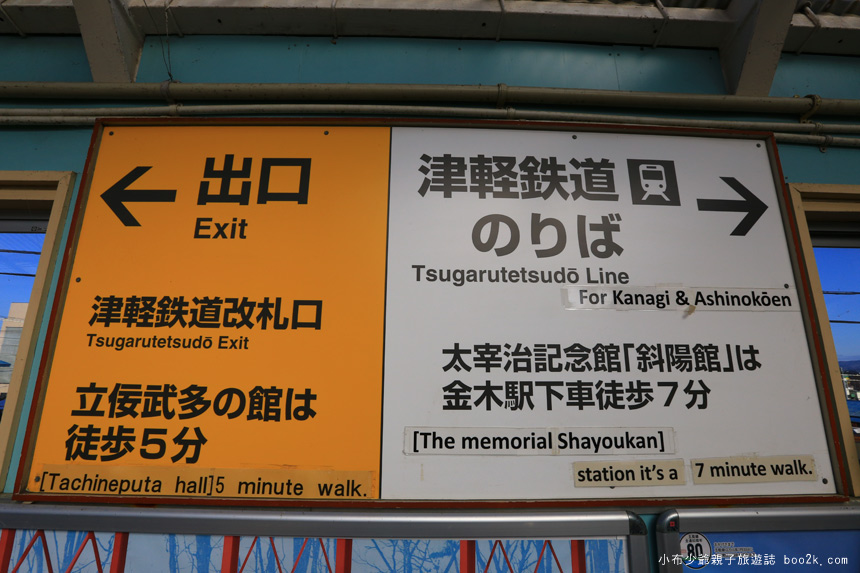 出口
Exit
津軽鉄道改札口
Tsugarutetsudō Exit
立佞武多の館は
徒歩5分
[Tachineputa hall]5 minute walk.
津軽鉄道
のりば
Tsugarutetsudō Line
For Kanagi & Ashinokōen
太宰治記念館「斜陽館」は
金木駅下車徒歩7分
[The memorial Shayoukan]
station it's a 7 minute walk.
80
小布少爺親子旅遊誌 boo2k.com